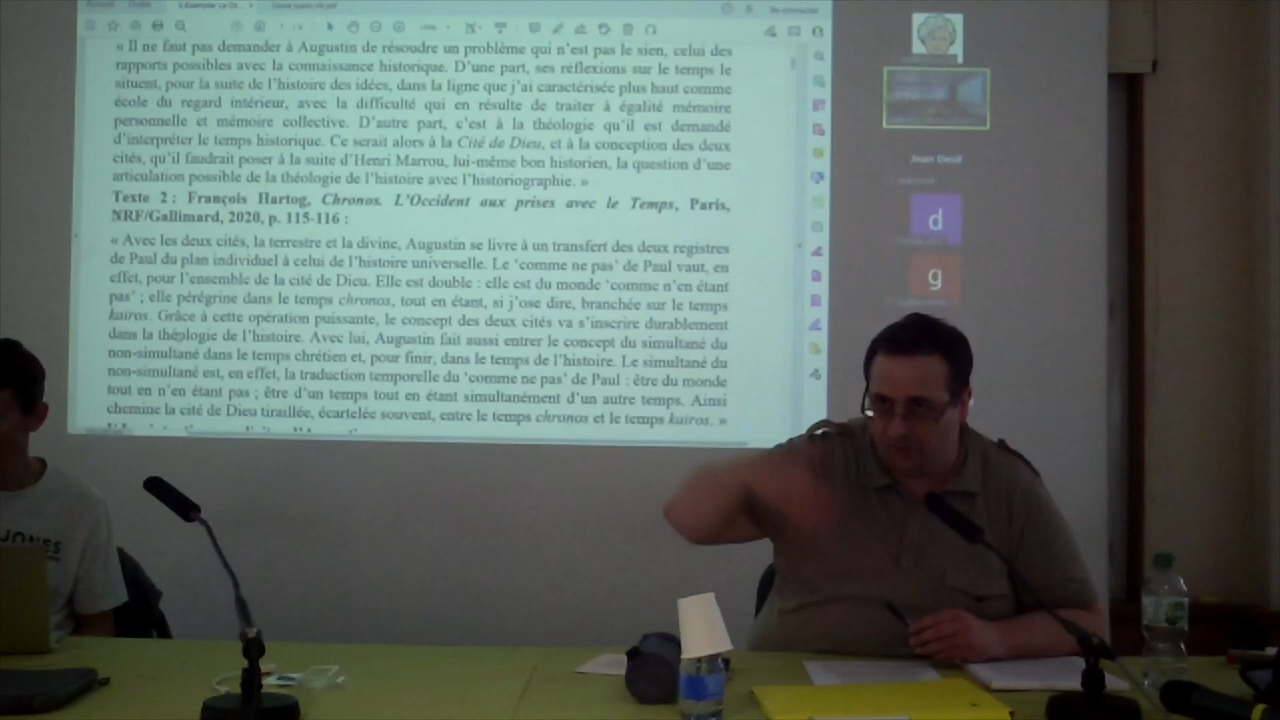 « Il ne faut pas demander à Augustin de résoudre un problème qui n'est pas le sien, celui des
rapports possibles avec la connaissance historique. D'une part, ses réflexions sur le temps le
situent, pour la suite de l'histoire des idées, dans la ligne que j'ai caractérisée plus haut comme
école du regard intérieur, avec la difficulté qui en résulte de traiter à égalité mémoire
personnelle et mémoire collective. D'autre part, c'est à la théologie qu'il est demandé
d'interpréter le temps historique. Ce serait alors à la Cité de Dieu, et à la conception des deux
cités, qu'il faudrait poser à la suite d'Henri Marrou, lui-même bon historien, la question d'une
articulation possible de la théologie de l'histoire avec l'historiographie. »
Texte 2 : François Hartog, Chronos. L'Occident aux prises avec le Temps, Paris,
NRF/Gallimard, 2020, p. 115-116 :
« Avec les deux cités, la terrestre et la divine, Augustin se livre à un transfert des deux registres
de Paul du plan individuel à celui de l'histoire universelle. Le 'comme ne pas' de Paul vaut, en
effet, pour l'ensemble de la cité de Dieu. Elle est double : elle est du monde 'comme n'en étant
pas' ; elle pérégrine dans le temps chronos, tout en étant, si j'ose dire, branchée sur le temps
kairos. Grâce à cette opération puissante, le concept des deux cités va s'inscrire durablement
dans la théologie de l'histoire. Avec lui, Augustin fait aussi entrer le concept du simultané du
non-simultané dans le temps chrétien et, pour finir, dans le temps de l'histoire. Le simultané du
non-simultané est, en effet, la traduction temporelle du 'comme ne pas' de Paul : être du monde
tout en n'en étant pas ; être d'un temps tout en étant simultanément d'un autre temps. Ainsi
chemine la cité de Dieu tiraillée, écartelée souvent, entre le temps chronos et le temps kairos. »
d
g
JONES